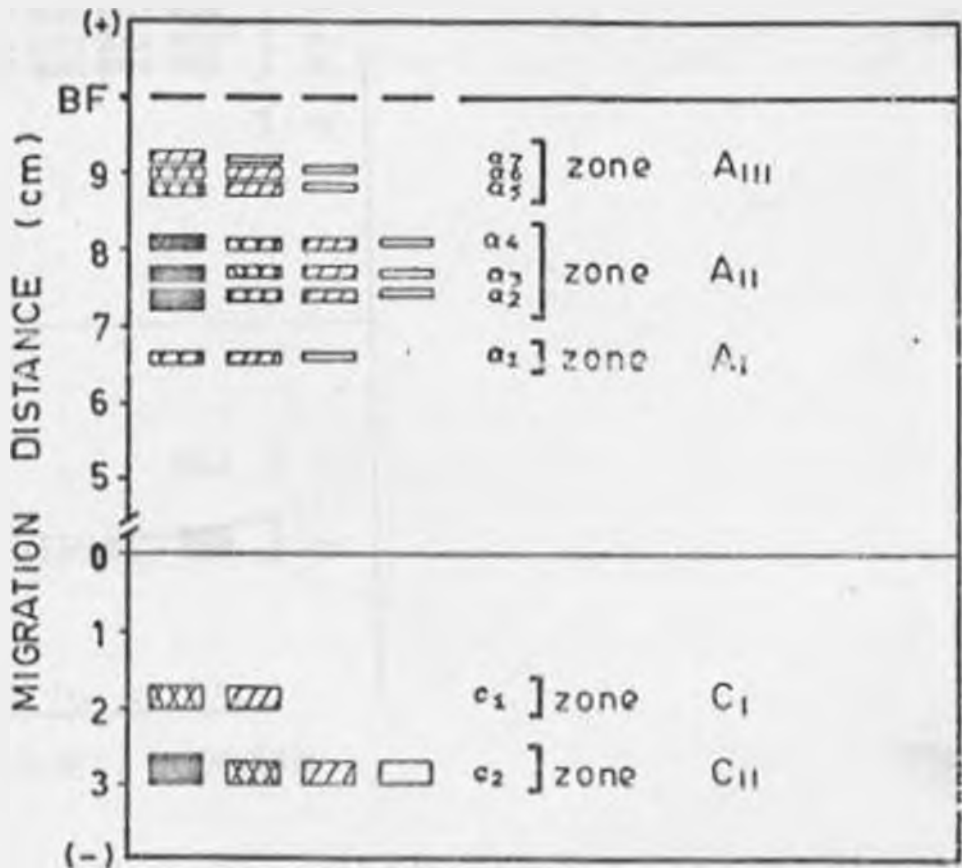 MIGRATION DISTANCE (cm)
(+)
BF
9
8
7
6
5
0
1
2
3
(-)
a7
a6
a5
] zone A III
a4
a3
a2
] zone A II
a1 ] zone A I
c1 ] zone C I
c2 ] zone C II